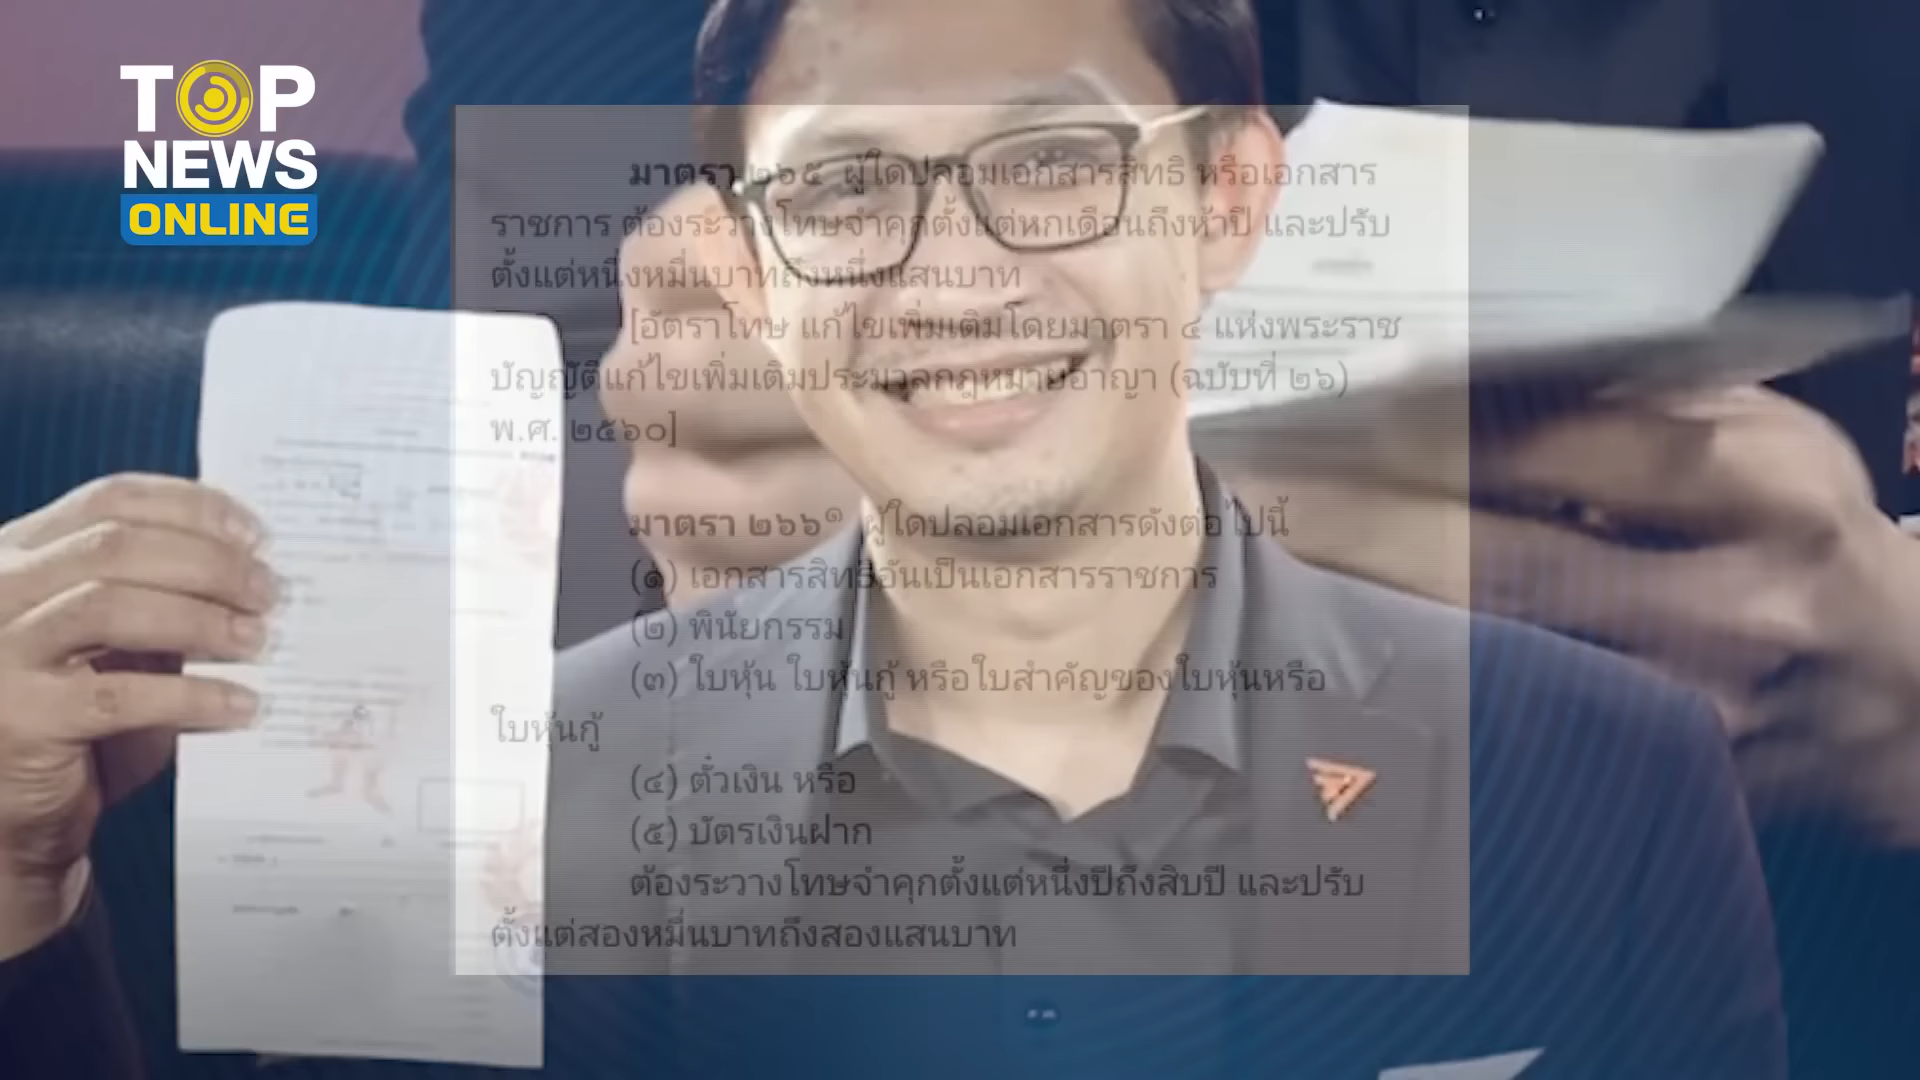 TOP
NEWS
ONLINE
มาตรา ๒๖๕ ผู้ใดปลอมเอกสารสิทธิ หรือเอกสาร
ราชการ ต้องระวางโทษจำคุกตั้งแต่หกเดือนถึงห้าปี และปรับ
ตั้งแต่หนึ่งหมื่นบาทถึงหนึ่งแสนบาท
[อัตราโทษ แก้ไขเพิ่มเติมโดยมาตรา ๔ แห่งพระราช
บัญญัติแก้ไขเพิ่มเติมประมวลกฎหมายอาญา (ฉบับที่ ๒๖)
พ.ศ. ๒๕๖๐]
มาตรา ๒๖๖๑ ผู้ใดปลอมเอกสารดังต่อไปนี้
(๑) เอกสารสิทธิอันเป็นเอกสารราชการ
(๒) พินัยกรรม
(๓) ใบหุ้น ใบหุ้นกู้ หรือใบสำคัญของใบหุ้นหรือ
ใบหุ้นกู้
(๔) ตั๋วเงิน หรือ
(๕) บัตรเงินฝาก
ต้องระวางโทษจำคุกตั้งแต่หนึ่งปีถึงสิบปี และปรับ
ตั้งแต่สองหมื่นบาทถึงสองแสนบาท